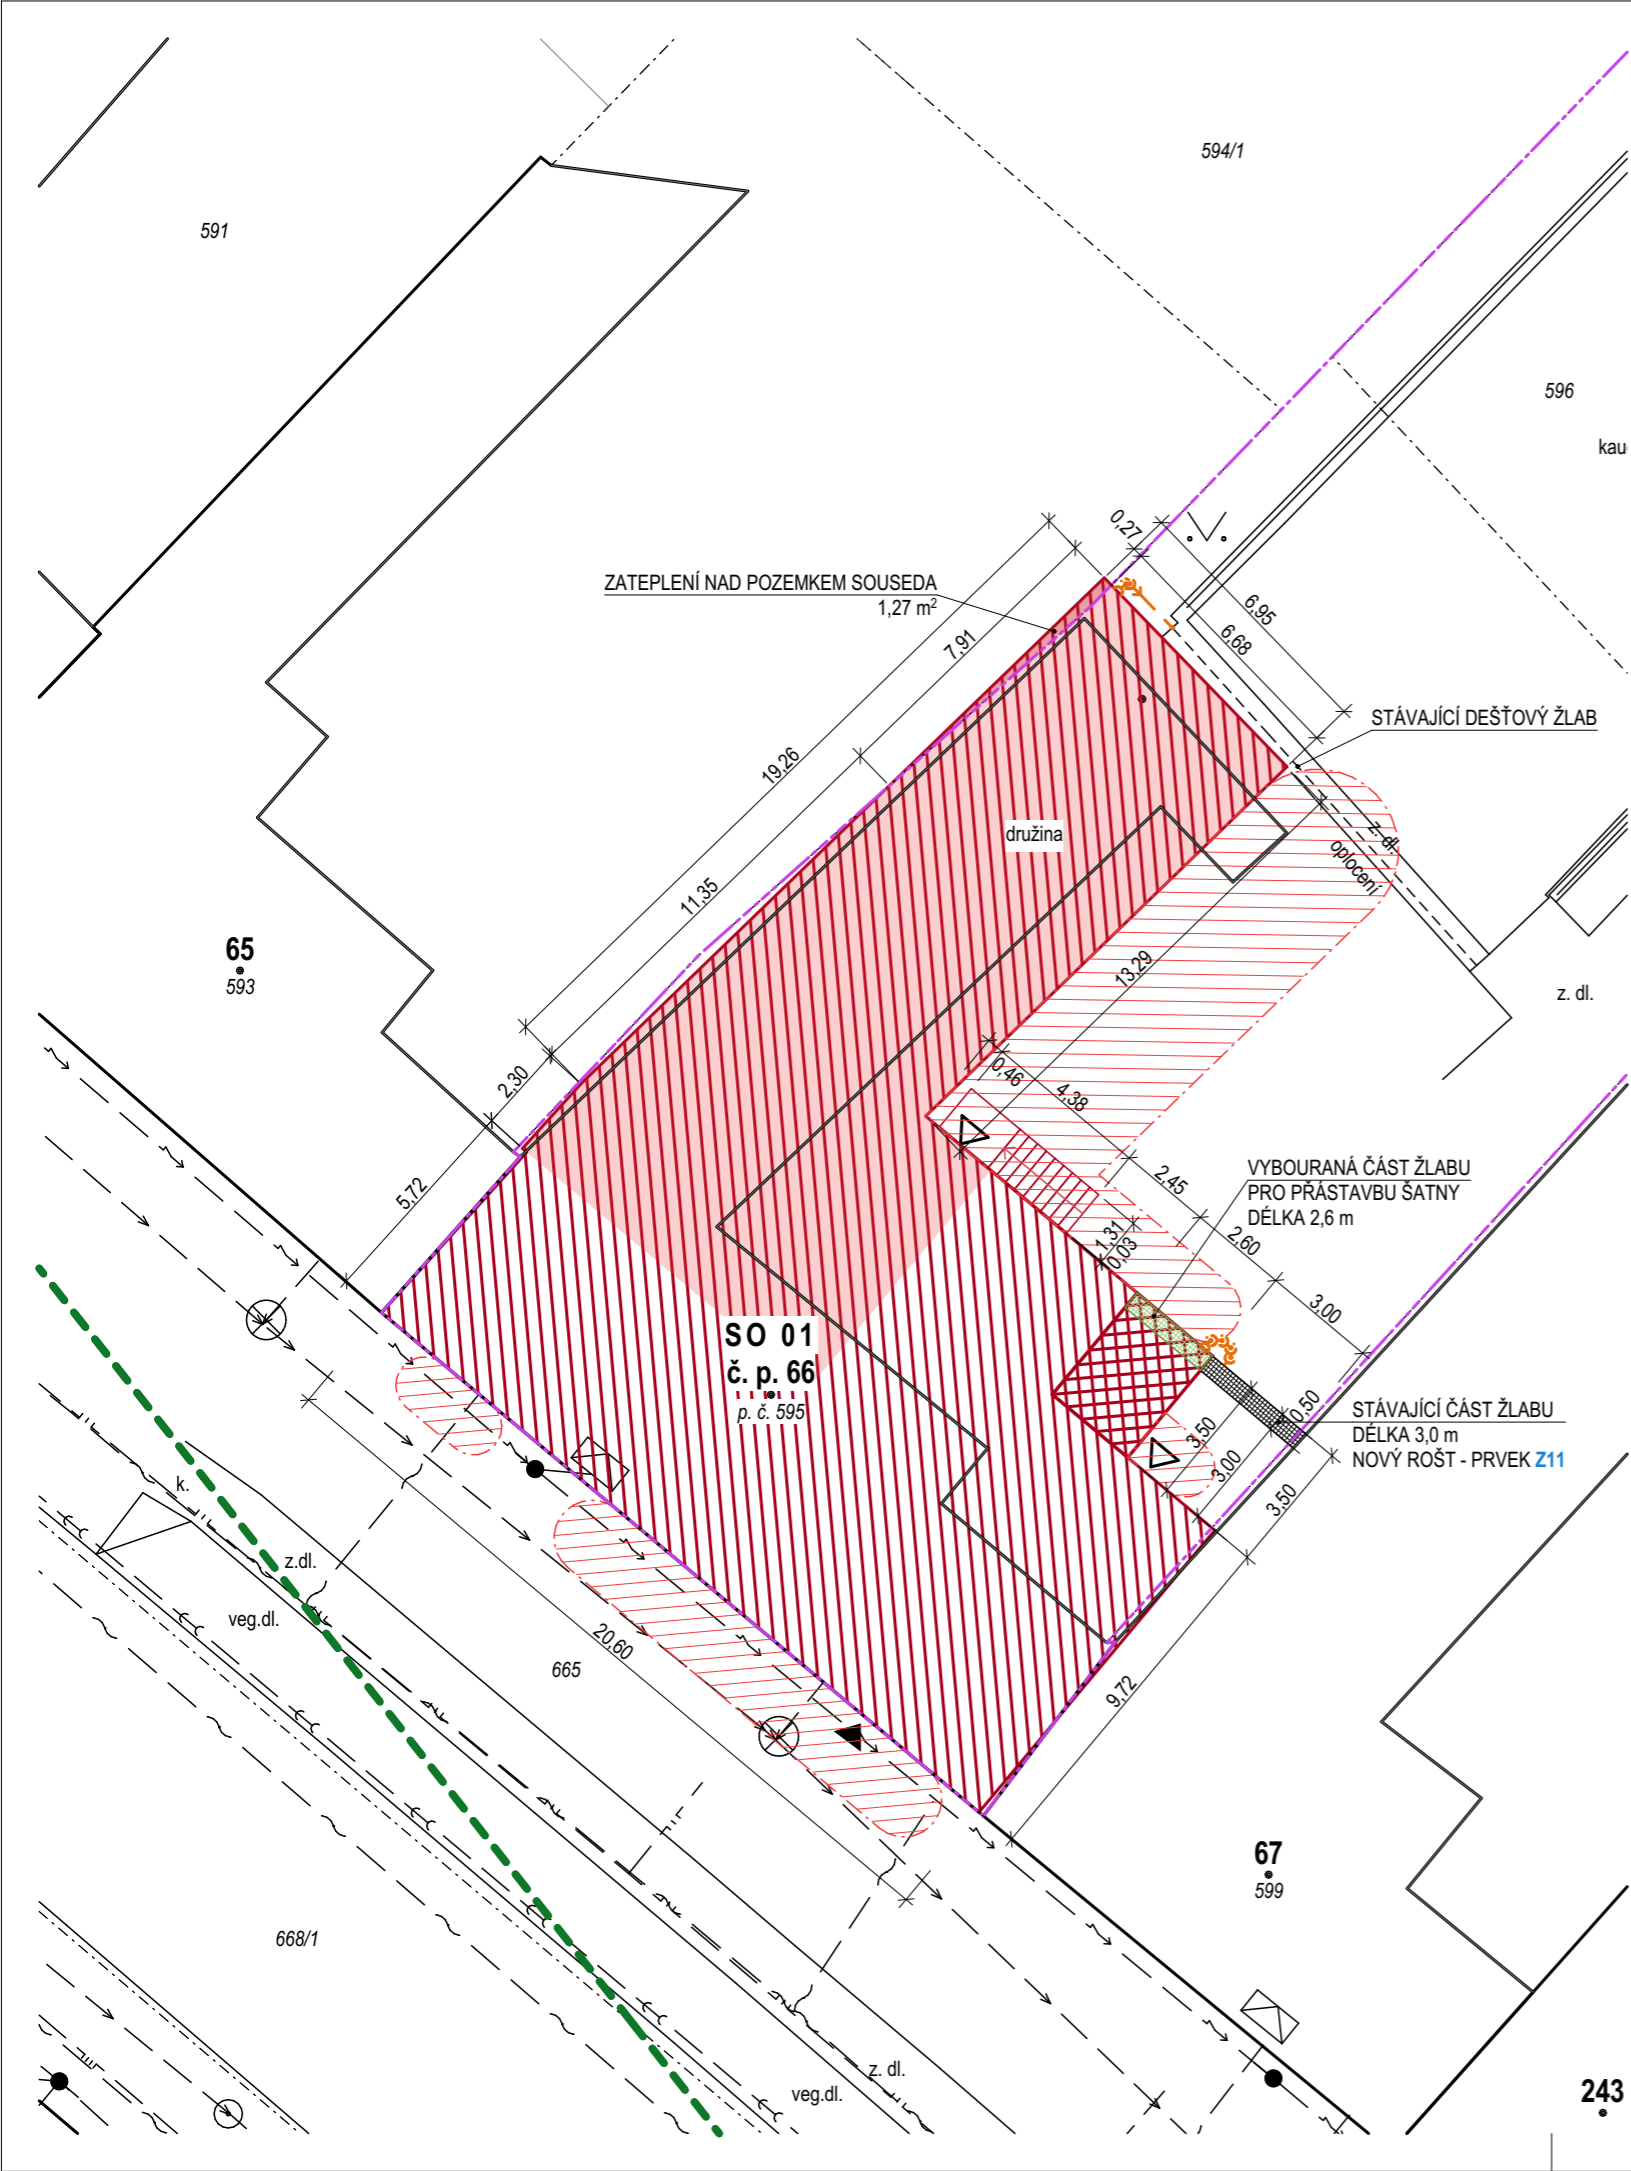 594/1
591
596
kau
0,27
ZATEPLENÍ NAD POZEMKEM SOUSEDA
1,27 m²
6,95
6,68
7,91
STÁVAJÍCÍ DEŠŤOVÝ ŽLAB
19,26
družina
z. dl.
oplocení
11,35
65
593
13,29
z. dl.
2,30
0,46
4,38
5,72
2,45
VYBOURANÁ ČÁST ŽLABU
PRO PŘÁSTAVBU ŠATNY
DÉLKA 2,6 m
1,31
0,03
2,60
3,00
SO 01
č. p. 66
p. č. 595
0,50
STÁVAJÍCÍ ČÁST ŽLABU
DÉLKA 3,0 m
NOVÝ ROŠT - PRVEK Z11
3,50
3,00
3,50
k.
z.dl.
veg.dl.
20,60
665
9,72
67
599
668/1
z. dl.
veg.dl.
243